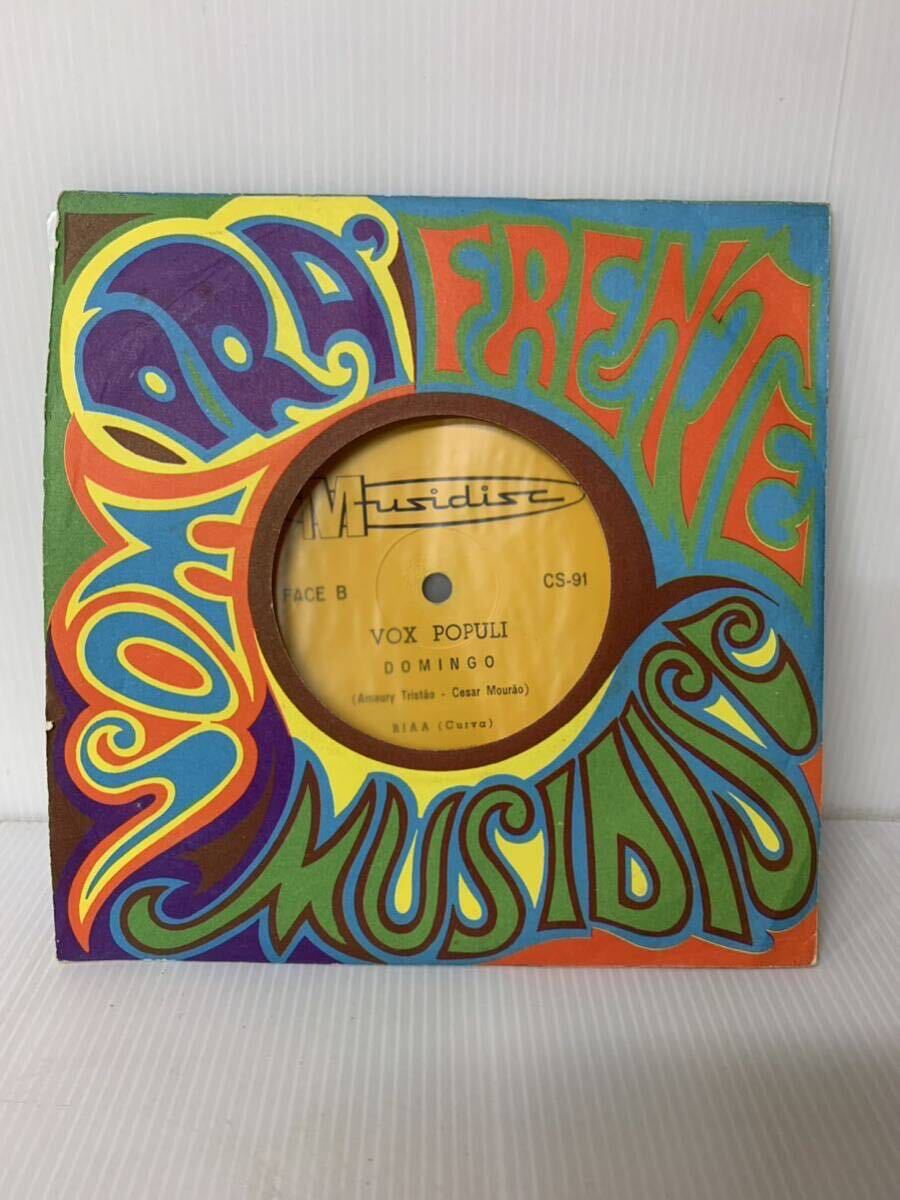 SOM PRA' FRENTE
MUSIDISC
Musidisc
FACE B
CS-91
VOX POPULI
DOMINGO
(Amaury Tristão - Cesar Mourão)
RIAA (Curva)